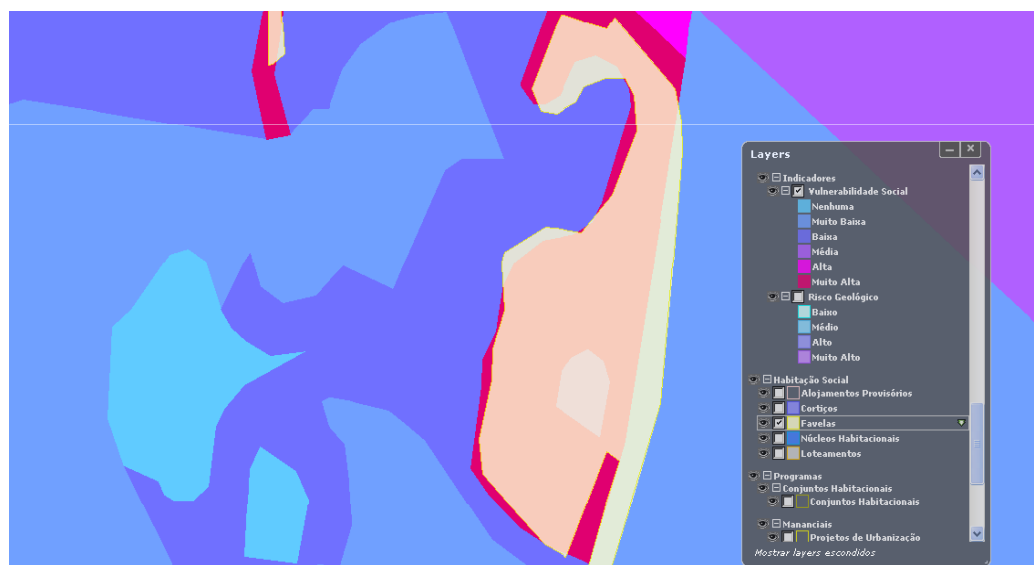 Layers
Indicadores
Vulnerabilidade Social
Nenhuma
Muito Baixa
Baixa
Média
Alta
Muito Alta
Risco Geológico
Baixo
Médio
Alto
Muito Alto
Habitação Social
Alojamentos Provisórios
Cortiços
Favelas
Núcleos Habitacionais
Loteamentos
Programas
Conjuntos Habitacionais
Conjuntos Habitacionais
Mananciais
Projetos de Urbanização
Mostrar layers escondidos